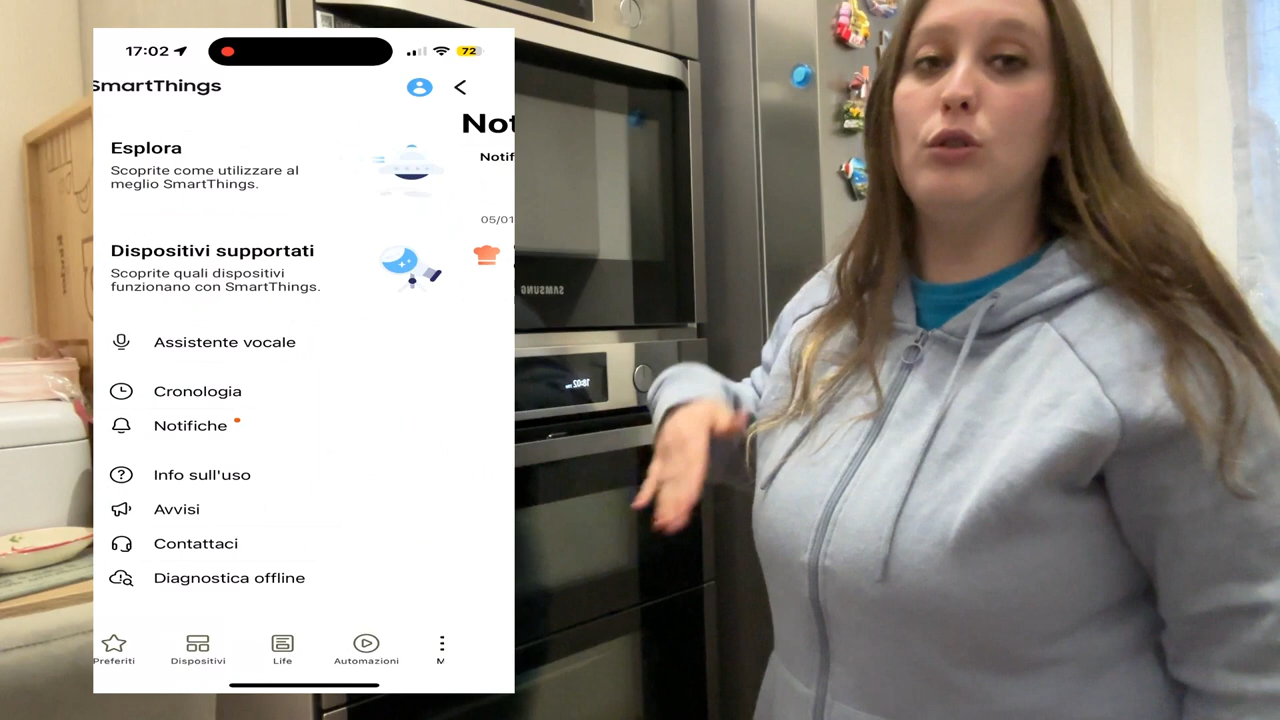 17:02
72
SmartThings
Not
Esplora
Scoprite come utilizzare al
meglio SmartThings.
Notif
05/01
Dispositivi supportati
Scoprite quali dispositivi
funzionano con SmartThings.
Assistente vocale
Cronologia
Notifiche
Info sull'uso
Avvisi
Contattaci
Diagnostica offline
Preferiti
Dispositivi
Life
Automazioni
M
SAMSUNG
18:02